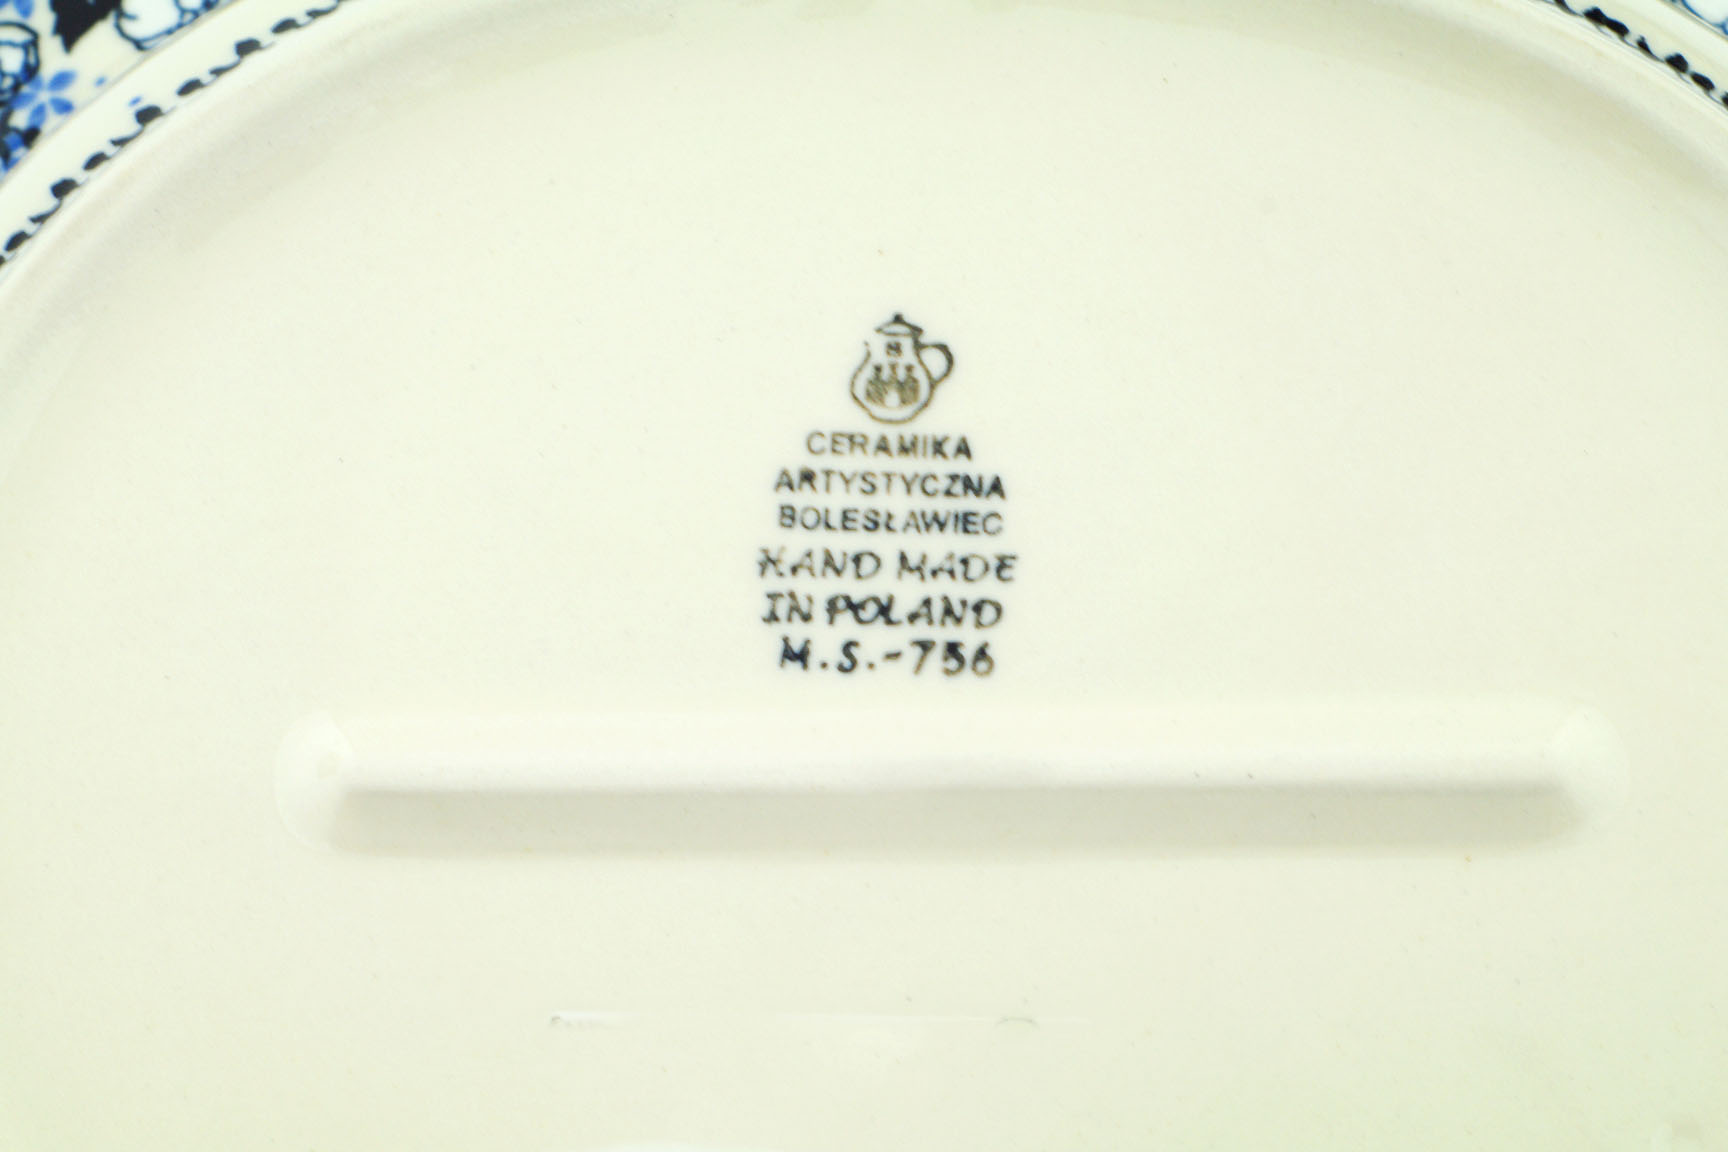 CERAMIKA
ARTYSTYCZNA
BOLESŁAWIEC
HAND MADE
IN POLAND
M.S.-756